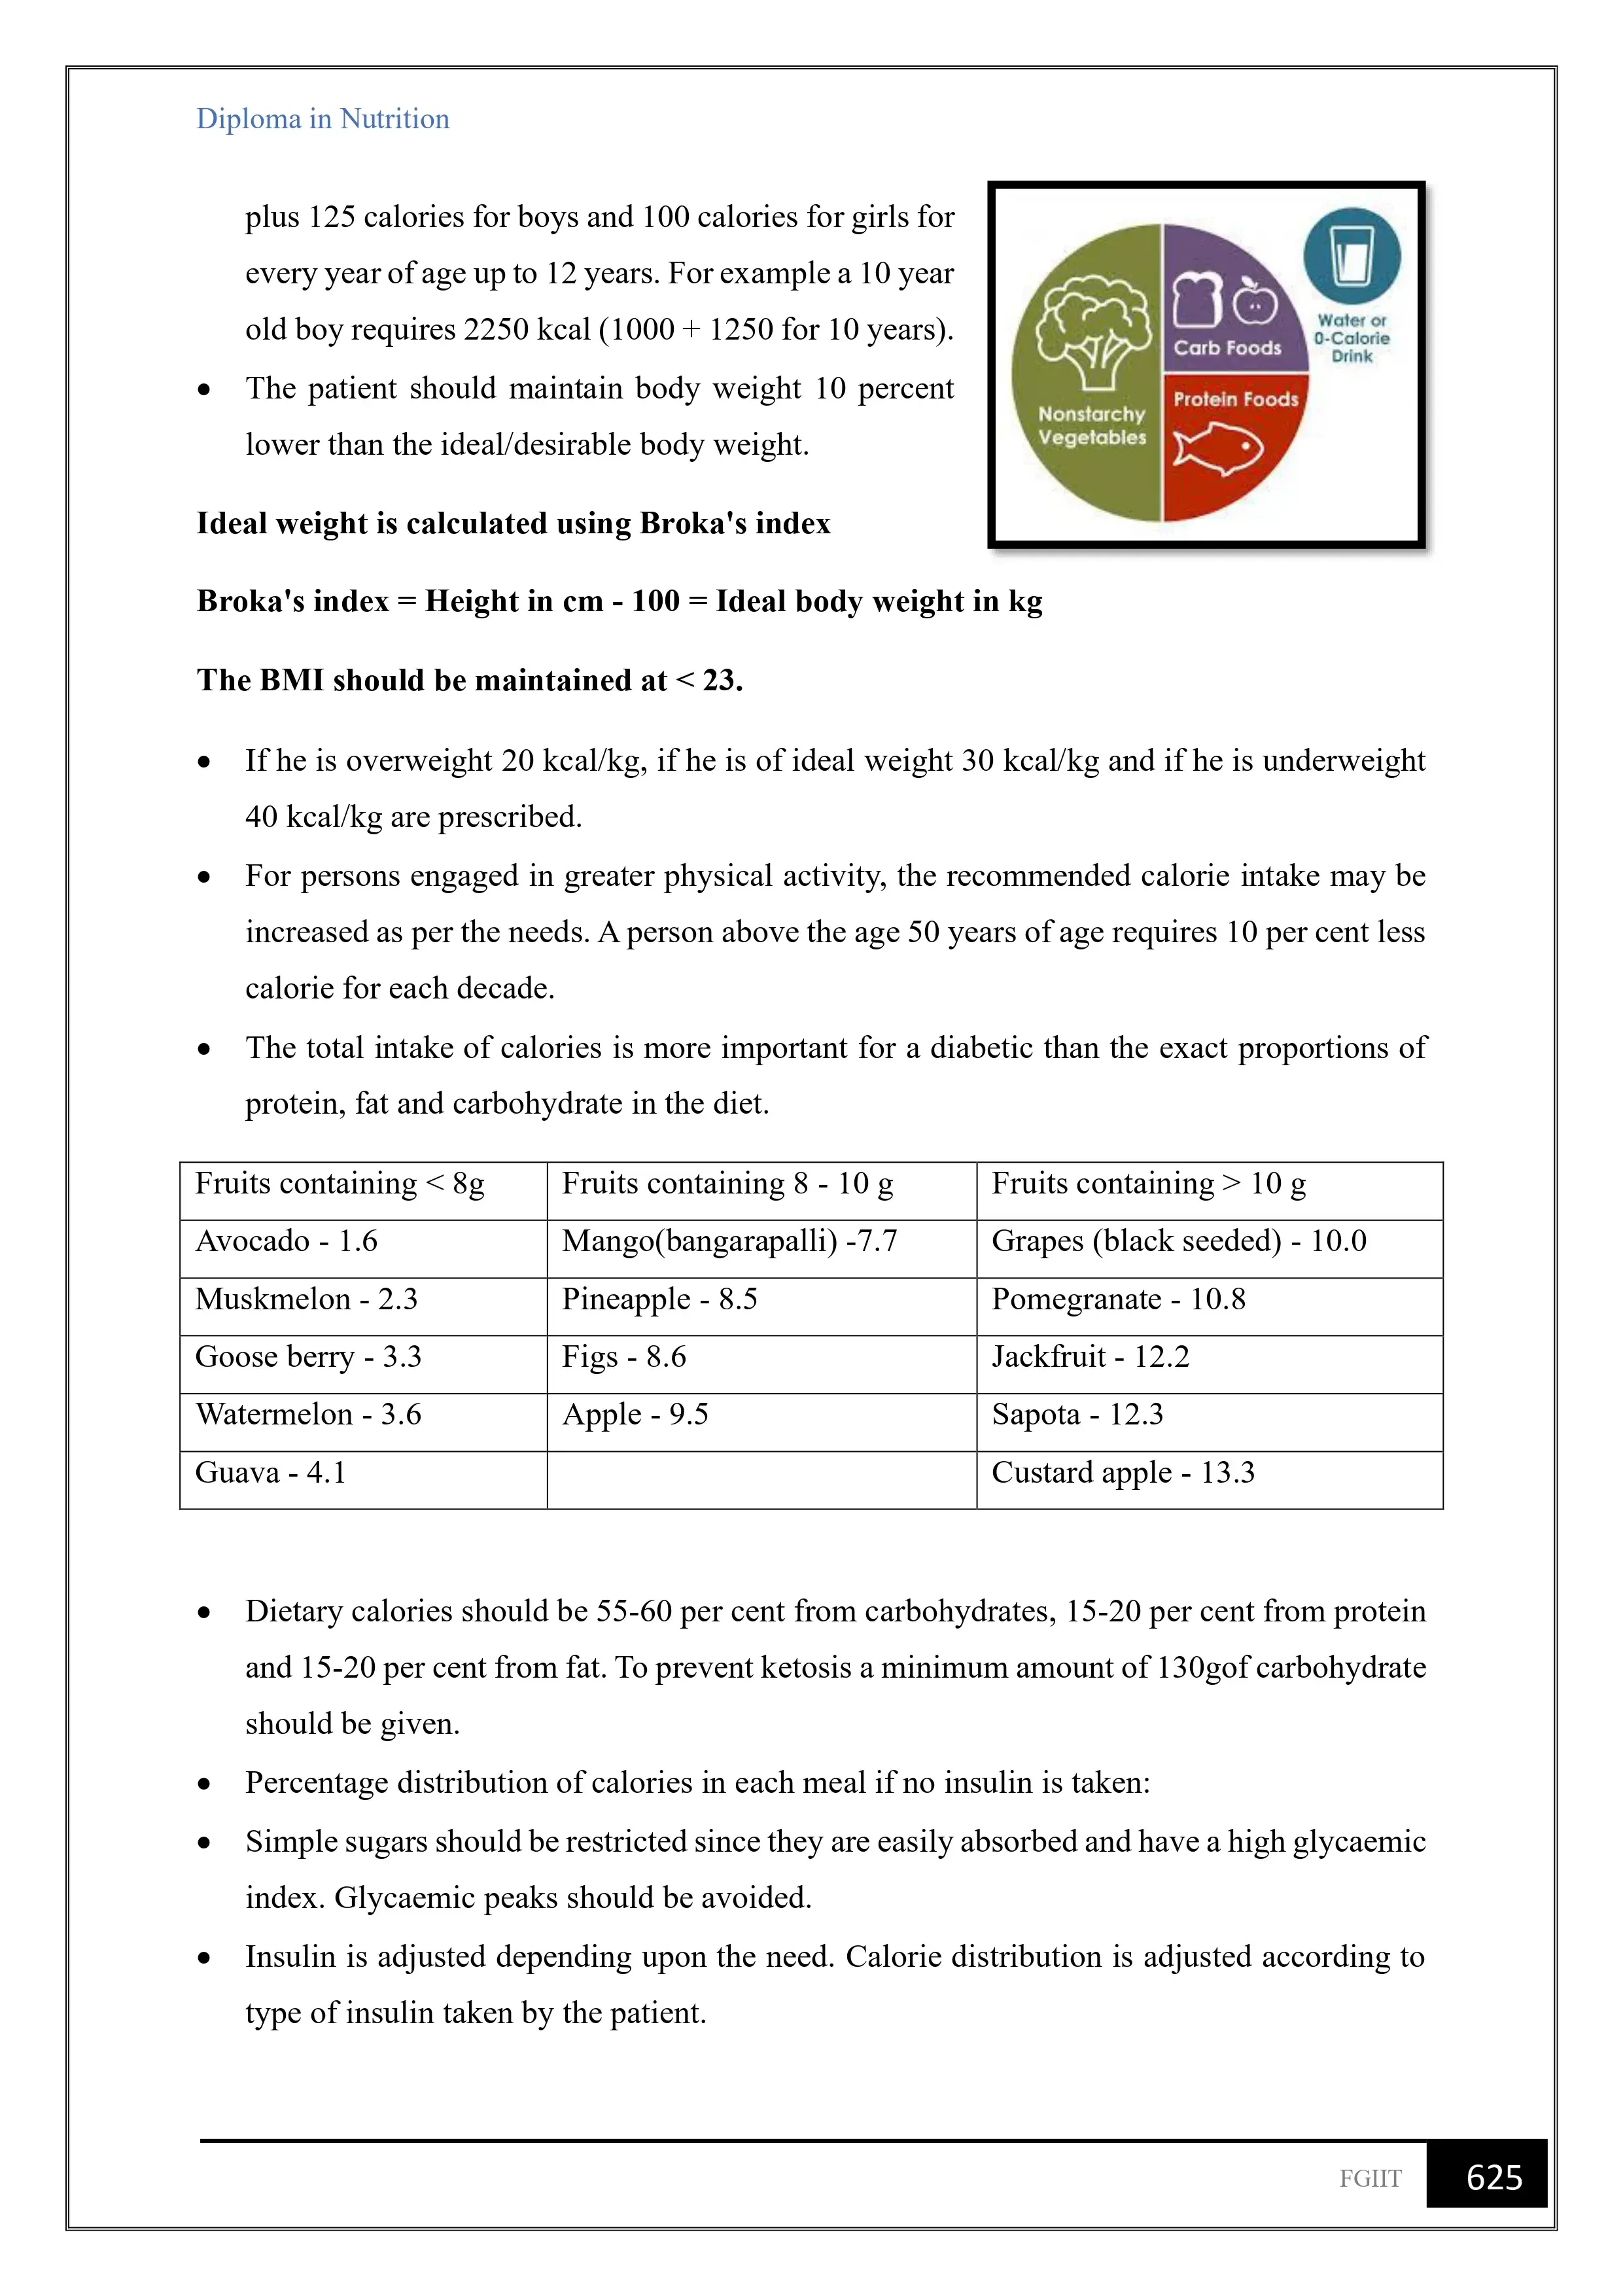 Diploma in Nutrition
plus 125 calories for boys and 100 calories for girls for
every year of age up to 12 years. For example a 10 year
old boy requires 2250 kcal (1000 + 1250 for 10 years).
• The patient should maintain body weight 10 percent
lower than the ideal/desirable body weight.
Nonstarchy
Vegetables
Carb Foods
Protein Foods
Water or
0-Calorie
Drink
Ideal weight is calculated using Broka's index
Broka's index = Height in cm - 100 = Ideal body weight in kg
The BMI should be maintained at < 23.
• If he is overweight 20 kcal/kg, if he is of ideal weight 30 kcal/kg and if he is underweight
40 kcal/kg are prescribed.
• For persons engaged in greater physical activity, the recommended calorie intake may be
increased as per the needs. A person above the age 50 years of age requires 10 per cent less
calorie for each decade.
• The total intake of calories is more important for a diabetic than the exact proportions of
protein, fat and carbohydrate in the diet.
Fruits containing < 8g Fruits containing 8 - 10 g Fruits containing > 10 g
Avocado - 1.6 Mango(bangarapalli) -7.7 Grapes (black seeded) - 10.0
Muskmelon - 2.3 Pineapple - 8.5 Pomegranate - 10.8
Goose berry - 3.3 Figs - 8.6 Jackfruit - 12.2
Watermelon - 3.6 Apple - 9.5 Sapota - 12.3
Guava - 4.1 Custard apple - 13.3
• Dietary calories should be 55-60 per cent from carbohydrates, 15-20 per cent from protein
and 15-20 per cent from fat. To prevent ketosis a minimum amount of 130gof carbohydrate
should be given.
• Percentage distribution of calories in each meal if no insulin is taken:
• Simple sugars should be restricted since they are easily absorbed and have a high glycaemic
index. Glycaemic peaks should be avoided.
• Insulin is adjusted depending upon the need. Calorie distribution is adjusted according to
type of insulin taken by the patient.
FGIIT 625